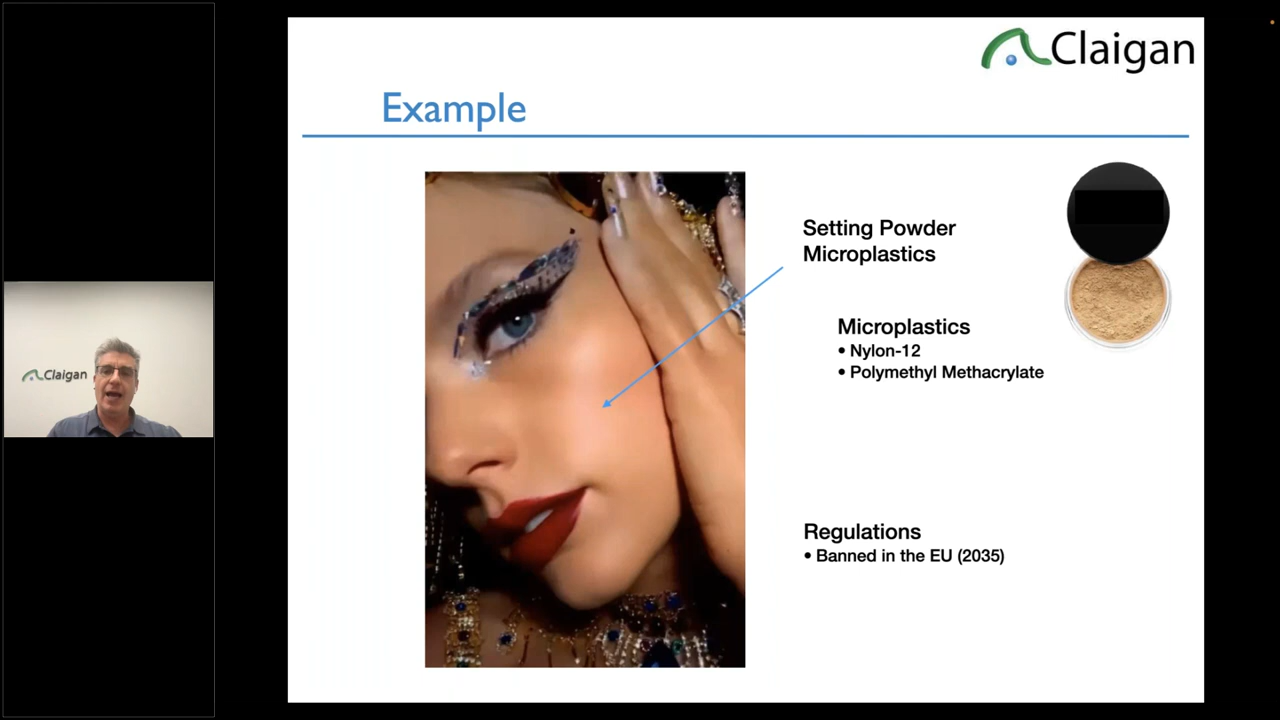 Claigan
Example
Setting Powder
Microplastics
Microplastics
• Nylon-12
• Polymethyl Methacrylate
Regulations
• Banned in the EU (2035)
Claigan